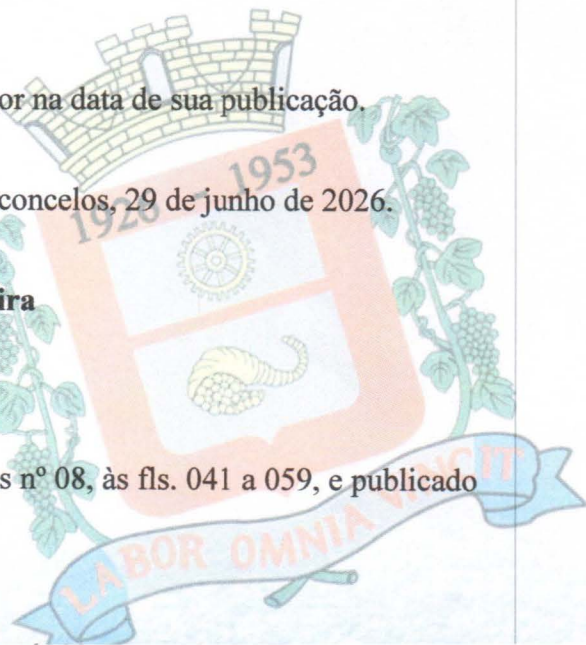 or na data de sua publicação.
1926 - 1953
concelos, 29 de junho de 2026.
ira
s nº 08, às fls. 041 a 059, e publicado
LABOR OMNIA VINCIT